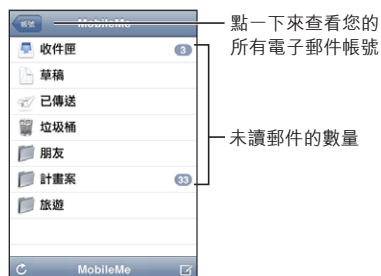 帳號
MobileMe
點一下來查看您的
所有電子郵件帳號
收件匣
3
草稿
已傳送
垃圾桶
未讀郵件的數量
朋友
計畫案
33
旅遊
MobileMe